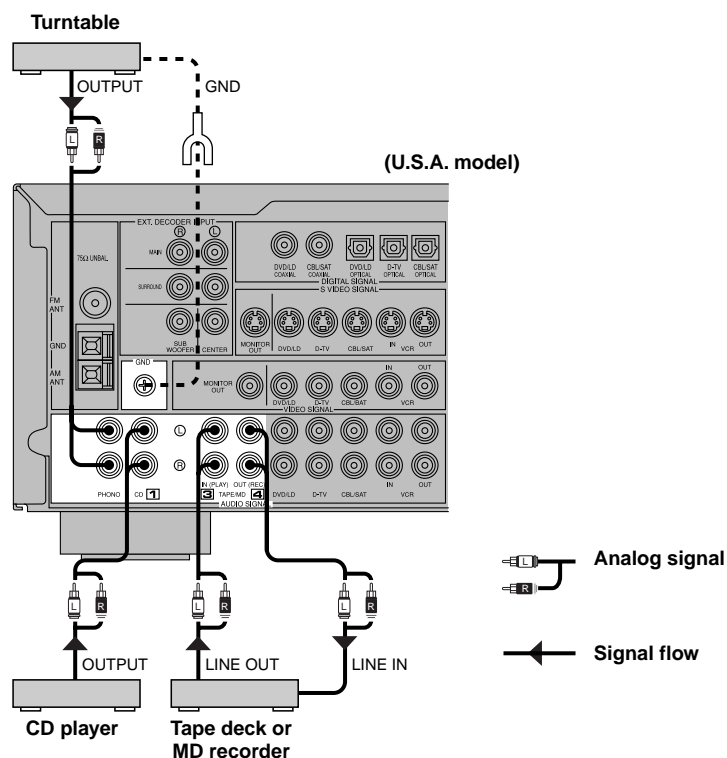 Turntable
OUTPUT
GND
L
R
(U.S.A. model)
EXT. DECODER INPUT
R
L
MAIN
SURROUND
SUB WOOFER
CENTER
75Ω UNBAL
FM ANT
GND
AM ANT
DVD/LD COAXIAL
CBL/SAT COAXIAL
DVD/LD OPTICAL
D-TV OPTICAL
CBL/SAT OPTICAL
DIGITAL SIGNAL
S VIDEO SIGNAL
MONITOR OUT
DVD/LD
D-TV
CBL/SAT
IN
OUT
VCR
GND
MONITOR OUT
IN
OUT
DVD/LD
D-TV
CBL/SAT
VCR
VIDEO SIGNAL
L
R
IN (PLAY)
OUT (REC)
IN
OUT
PHONO
CD 1
3 TAPE/MD 4
DVD/LD
D-TV
CBL/SAT
VCR
AUDIO SIGNAL
L
R
L
R
L
R
L
R
Analog signal
Signal flow
OUTPUT
LINE OUT
LINE IN
CD player
Tape deck or
MD recorder